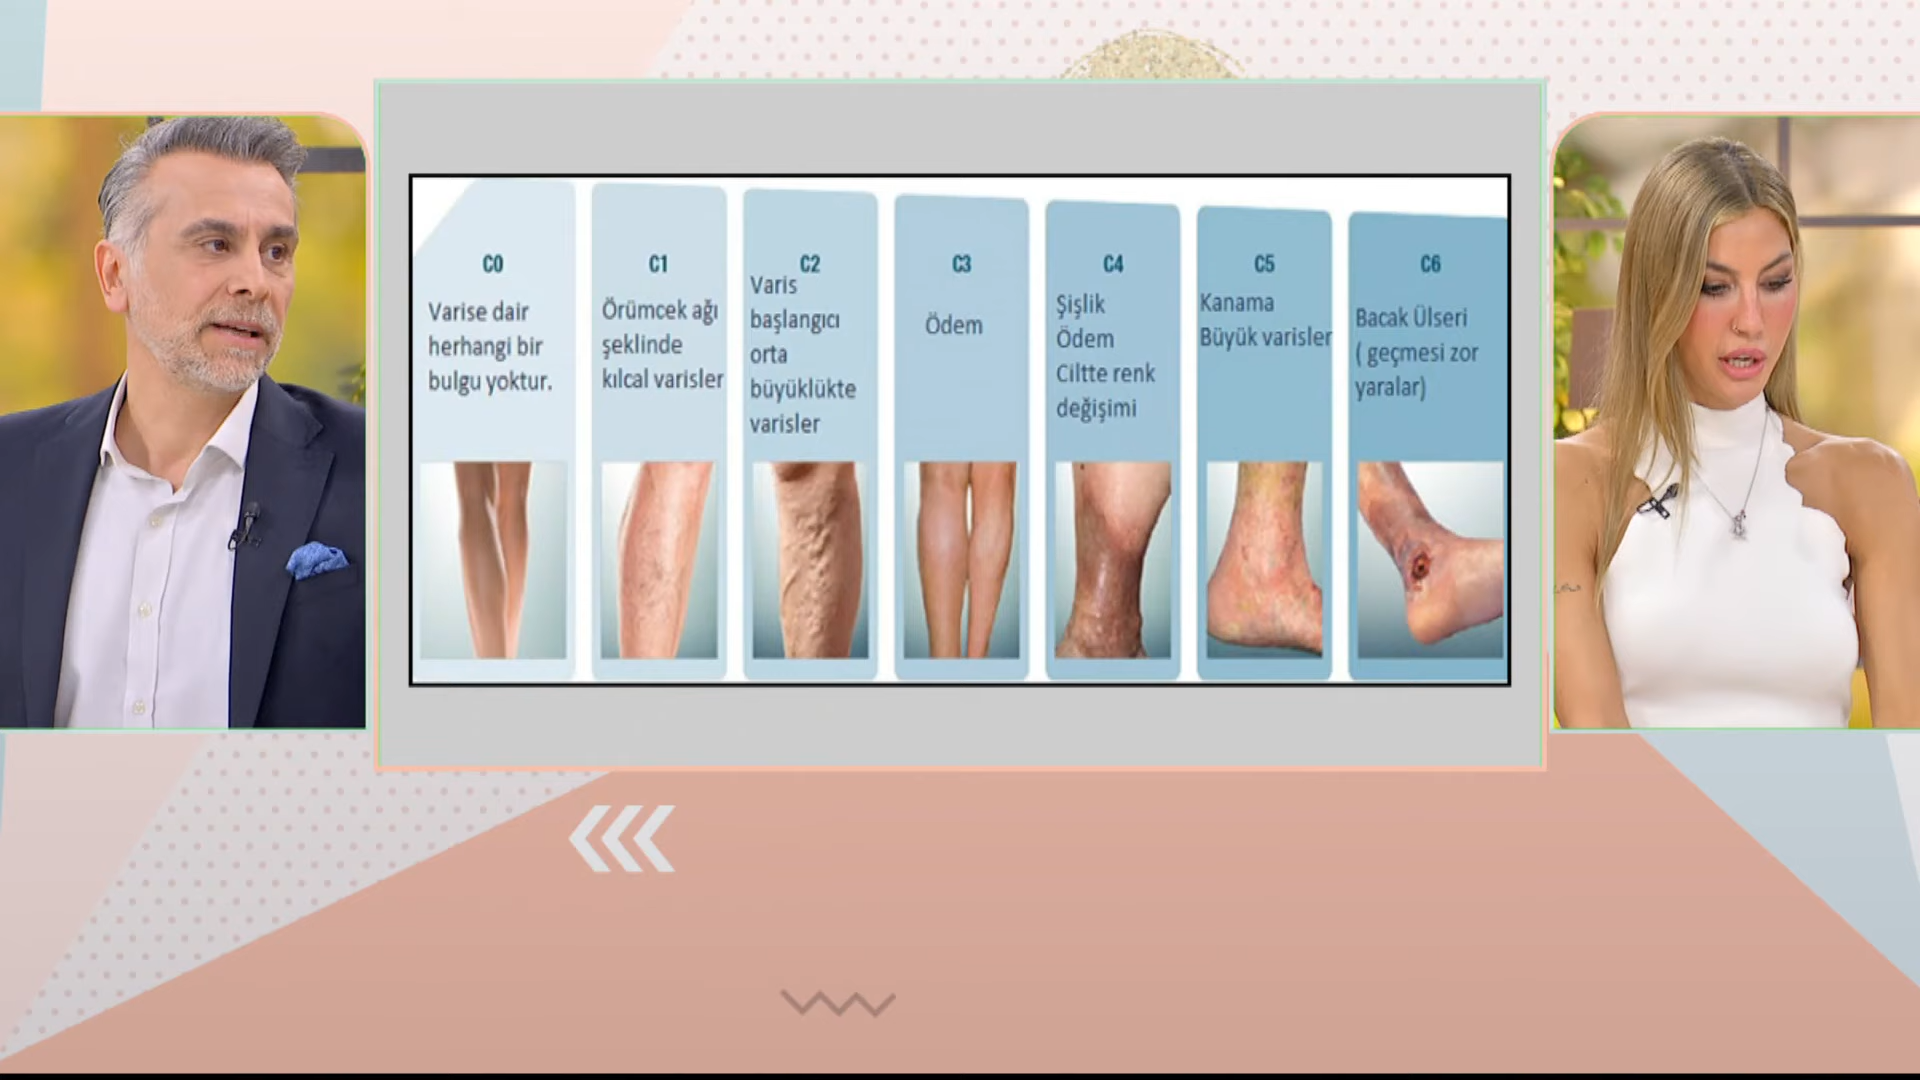 C0
Varise dair
herhangi bir
bulgu yoktur.
C1
Örümcek ağı
şeklinde
kılcal varisler
C2
Varis
başlangıcı
orta
büyüklükte
varisler
C3
Ödem
C4
Şişlik
Ödem
Ciltte renk
değişimi
C5
Kanama
Büyük varisler
C6
Bacak Ülseri
( geçmesi zor
yaralar)